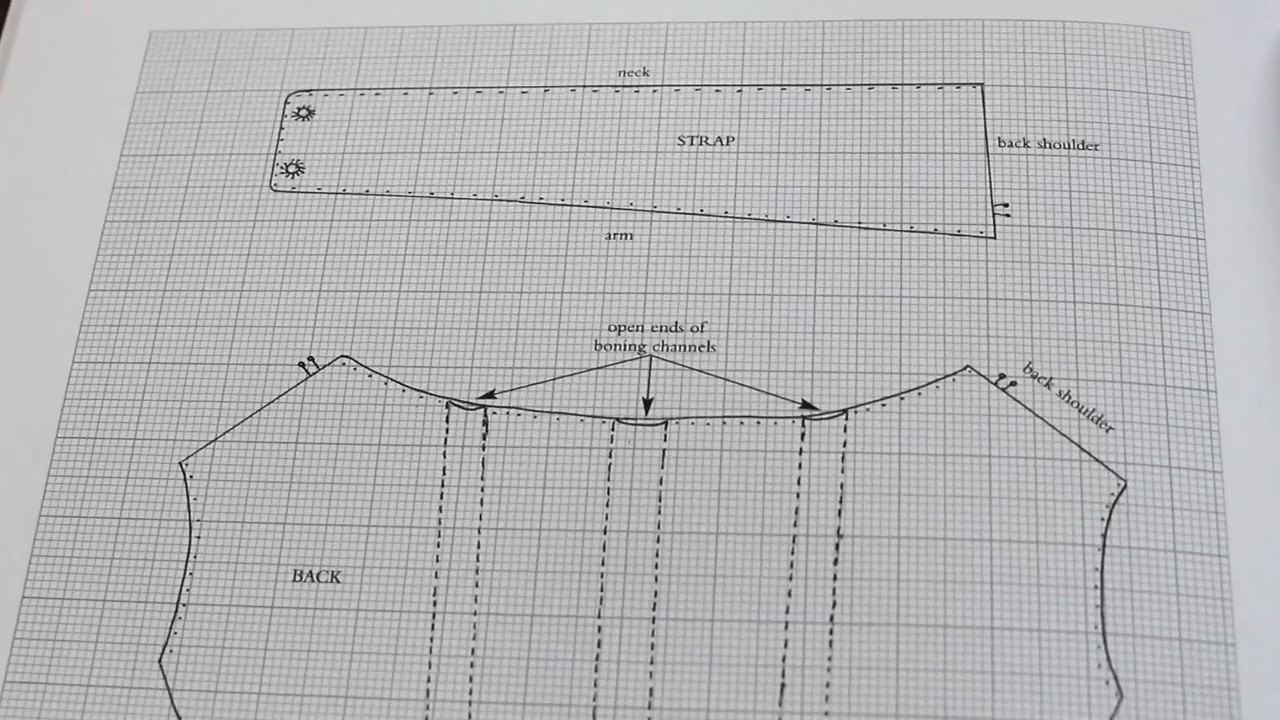 neck
STRAP
back shoulder
arm
open ends of
boning channels
back shoulder
BACK